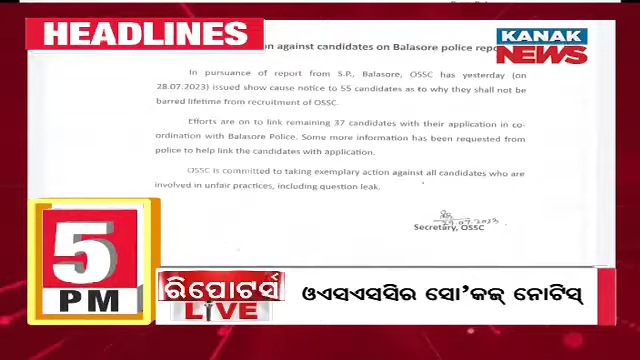 HEADLINES
KANAK
NEWS
on against candidates on Balasore police repor
In pursuance of report from S.P., Balasore, OSSC has yesterday (on
28.07.2023) issued show cause notice to 55 candidates as to why they shall not be
barred lifetime from recruitment of OSSC.
Efforts are on to link remaining 37 candidates with their application in co-
ordination with Balasore Police. Some more information has been requested from
police to help link the candidates with application.
OSSC is committed to taking exemplary action against all candidates who are
involved in unfair practices, including question leak.
29.07.2023
Secretary, OSSC
5
PM
ରିପୋଟର୍ସ
LIVE
ଓଏସଏସସିର ସୋ'କଜ୍ ନୋଟିସ୍